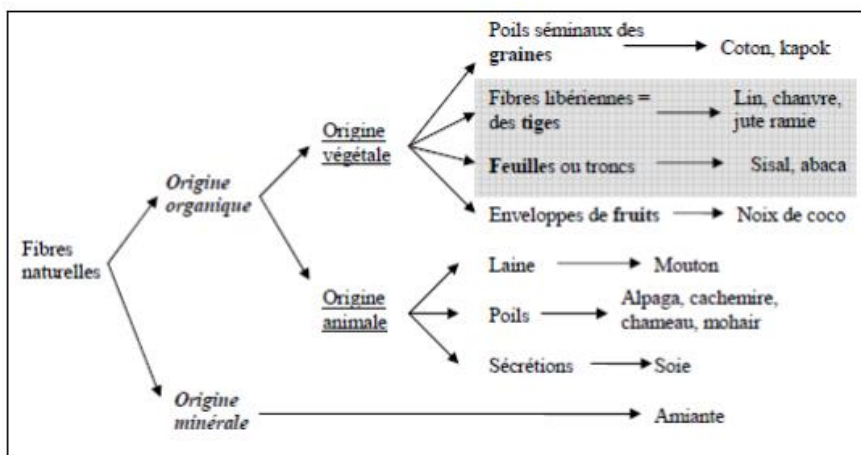 Poils séminaux des
graines
Coton, kapok
Fibres libériennes =
des tiges
Lin, chanvre,
jute ramie
Origine
végétale
Feuilles ou troncs
Sisal, abaca
Origine
organique
Enveloppes de fruits
Noix de coco
Fibres
naturelles
Laine
Mouton
Origine
animale
Poils
Alpaga, cachemire,
chameau, mohair
Sécrétions
Soie
Origine
minérale
Amiante